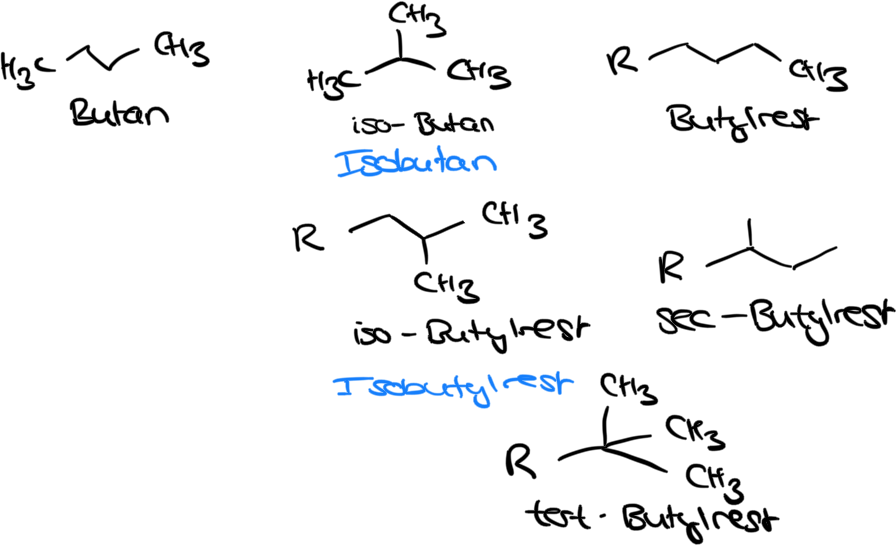 H3C CH3
Butan
CH3
H3C CH3
iso-Butan
Isobutan
R CH3
Butylrest
R CH3
CH3
iso-Butylrest
Isobutylrest
R
sec-Butylrest
CH3
R CH3
CH3
test-Butylrest